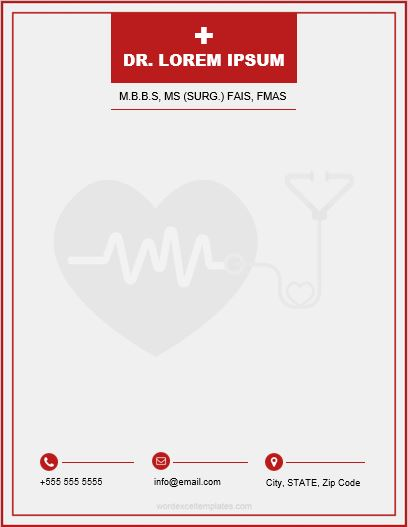 DR. LOREM IPSUM
M.B.B.S, MS (SURG.) FAIS, FMAS
+555 555 5555
info@email.com
City, STATE, Zip Code
wordexceltemplates.com